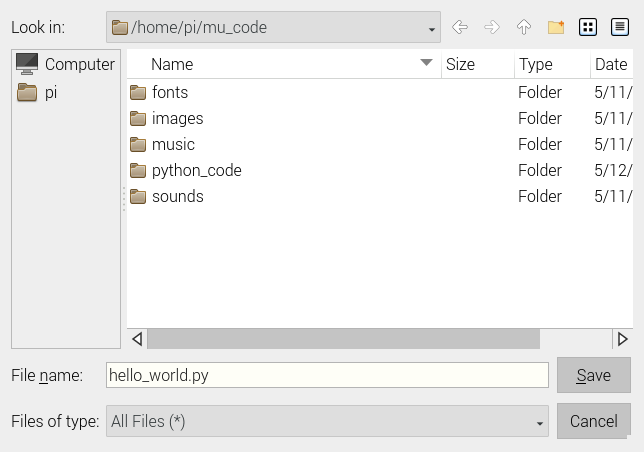 Look in: /home/pi/mu_code
Computer
pi
Name Size Type Date
fonts Folder 5/11/
images Folder 5/11/
music Folder 5/11/
python_code Folder 5/12/
sounds Folder 5/11/
File name: hello_world.py Save
Files of type: All Files (*) Cancel